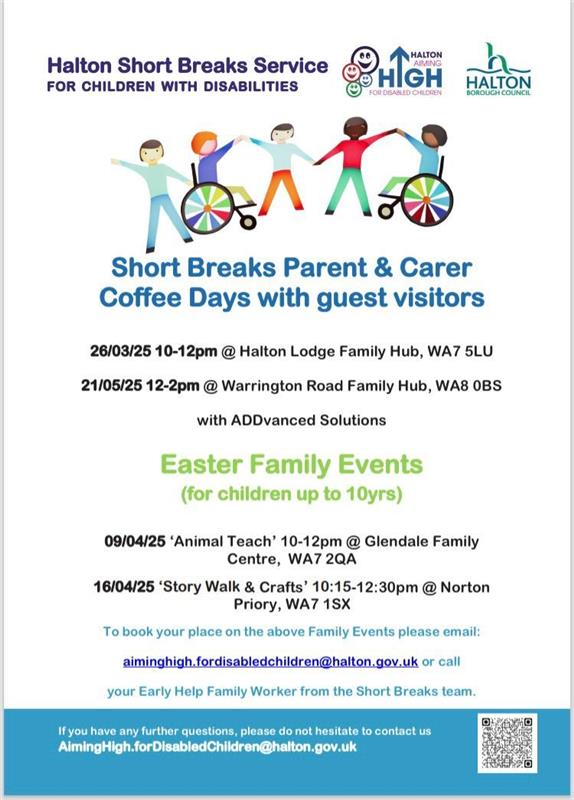 Halton Short Breaks Service
FOR CHILDREN WITH DISABILITIES
HALTON
AIMING
HIGH
FOR DISABLED CHILDREN
HALTON
BOROUGH COUNCIL
Short Breaks Parent & Carer
Coffee Days with guest visitors
26/03/25 10-12pm @ Halton Lodge Family Hub, WA7 5LU
21/05/25 12-2pm @ Warrington Road Family Hub, WA8 0BS
with ADDvanced Solutions
Easter Family Events
(for children up to 10yrs)
09/04/25 ‘Animal Teach’ 10-12pm @ Glendale Family
Centre, WA7 2QA
16/04/25 ‘Story Walk & Crafts’ 10:15-12:30pm @ Norton
Priory, WA7 1SX
To book your place on the above Family Events please email:
aiminghigh.fordisabledchildren@halton.gov.uk or call
your Early Help Family Worker from the Short Breaks team.
If you have any further questions, please do not hesitate to contact us
AimingHigh.forDisabledChildren@halton.gov.uk